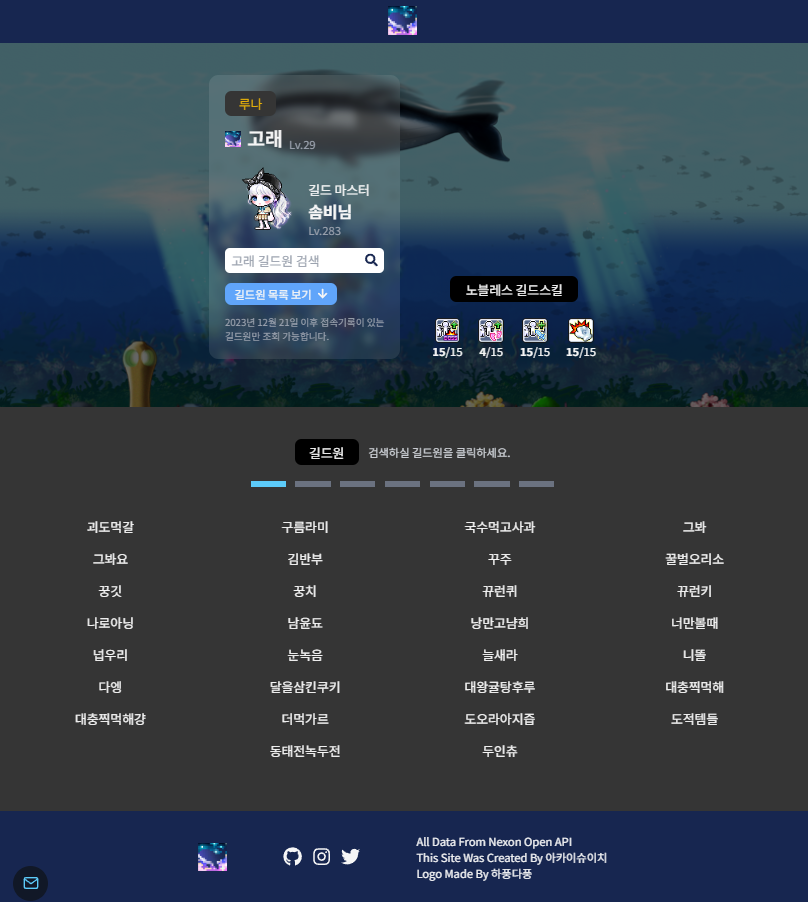 루나
고래 Lv.29
길드 마스터
솜비님
Lv.283
고래 길드원 검색
길드원 목록 보기
2023년 12월 21일 이후 접속기록이 있는
길드원만 조회 가능합니다.
노블레스 길드스킬
15/15 4/15 15/15 15/15
길드원 검색하실 길드원을 클릭하세요.
괴도먹갈 구름라미 국수먹고사과 그봐
그봐요 김반부 꾸주 꿀벌오리소
꿍깃 꿍치 뀨런퀴 뀨런키
나로아닝 남윤됴 낭만고냠희 너만볼때
넙우리 눈녹음 늘새라 니똘
다엥 달을삼킨쿠키 대왕귤탕후루 대충찍먹해
대충찍먹해걍 더먹가르 도오라아지즙 도적템틀
동태전녹두전 두인츄
All Data From Nexon Open API
This Site Was Created By 아카이슈이치
Logo Made By 하퐁다풍